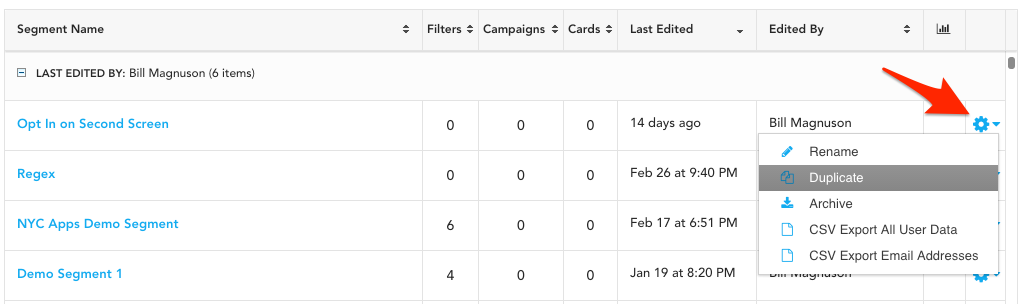 Segment Name Filters Campaigns Cards Last Edited Edited By
LAST EDITED BY: Bill Magnuson (6 items)
Opt In on Second Screen 0 0 0 14 days ago Bill Magnuson
Rename
Regex 0 0 0 Feb 26 at 9:40 PM
Duplicate
Archive
NYC Apps Demo Segment 6 0 0 Feb 17 at 6:51 PM
CSV Export All User Data
CSV Export Email Addresses
Demo Segment 1 4 0 0 Jan 19 at 8:20 PM Bill Magnuson